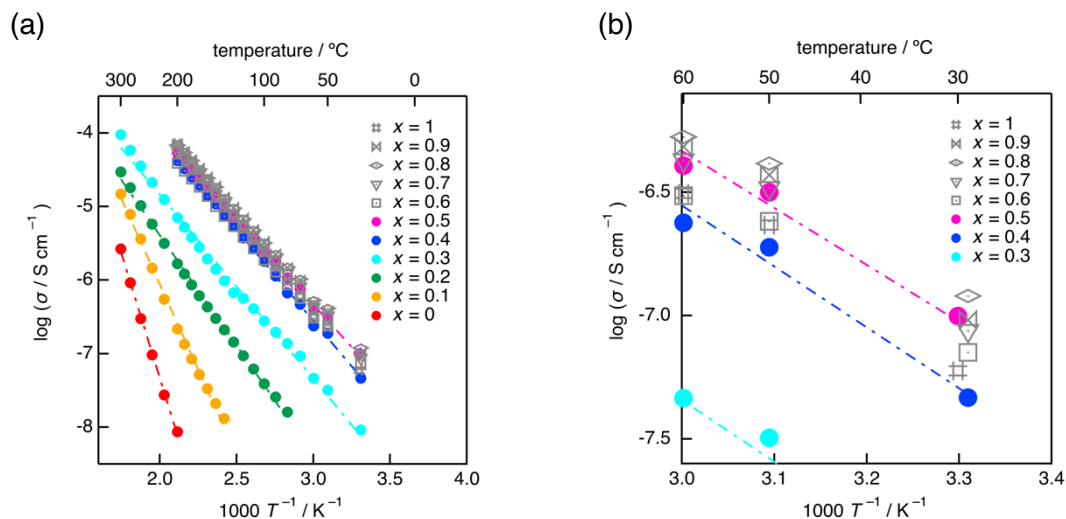 (a)
temperature / ºC
300 200 100 50 0
-4
-5
-6
-7
-8
log (σ / S cm⁻¹)
x = 1
x = 0.9
x = 0.8
x = 0.7
x = 0.6
x = 0.5
x = 0.4
x = 0.3
x = 0.2
x = 0.1
x = 0
2.0 2.5 3.0 3.5 4.0
1000 T⁻¹ / K⁻¹
(b)
temperature / ºC
60 50 40 30
-6.5
-7.0
-7.5
log (σ / S cm⁻¹)
x = 1
x = 0.9
x = 0.8
x = 0.7
x = 0.6
x = 0.5
x = 0.4
x = 0.3
3.0 3.1 3.2 3.3 3.4
1000 T⁻¹ / K⁻¹